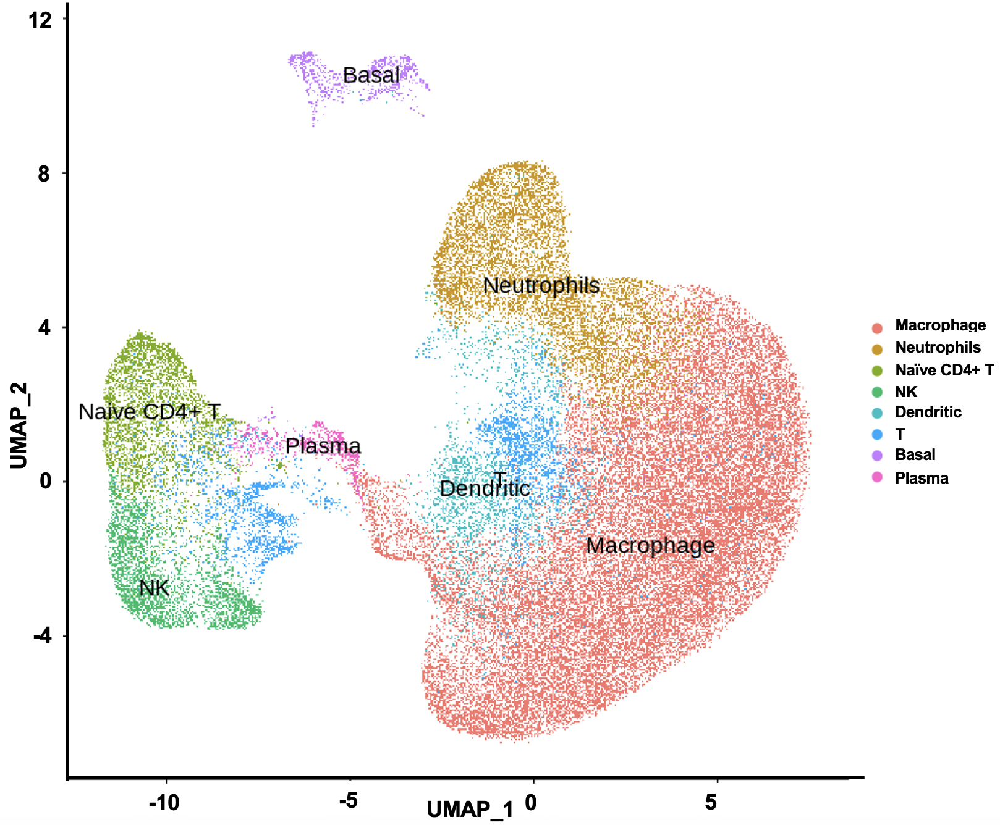 12
8
4
0
-4
UMAP_2
Basal
Neutrophils
Naive CD4+ T
Plasma
T
Dendritic
Macrophage
NK
Macrophage
Neutrophils
Naïve CD4+ T
NK
Dendritic
T
Basal
Plasma
-10
-5
0
5
UMAP_1